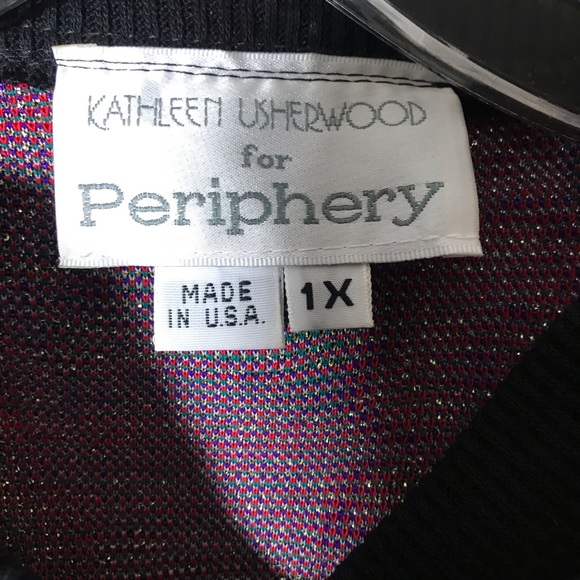 KATHLEEN USHERWOOD
for
Periphery
MADE
IN U.S.A.
1X